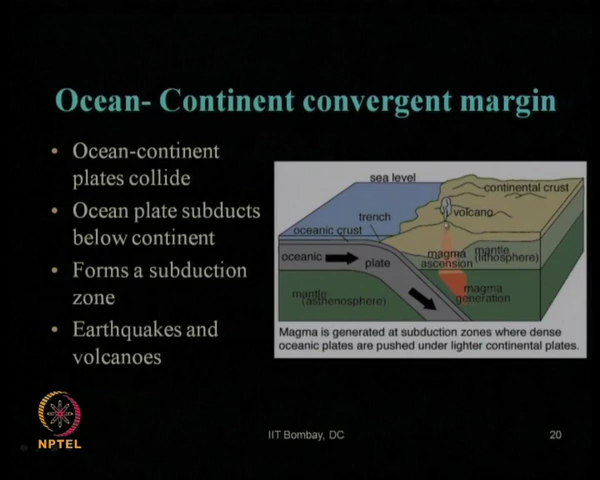 Ocean- Continent convergent margin
• Ocean-continent
plates collide
• Ocean plate subducts
below continent
• Forms a subduction
zone
• Earthquakes and
volcanoes
sea level
continental crust
trench
volcano
oceanic crust
oceanic
plate
magma
ascension
mantle
(lithosphere)
mantle
(asthenosphere)
magma
generation
Magma is generated at subduction zones where dense
oceanic plates are pushed under lighter continental plates.
NPTEL
IIT Bombay, DC
20